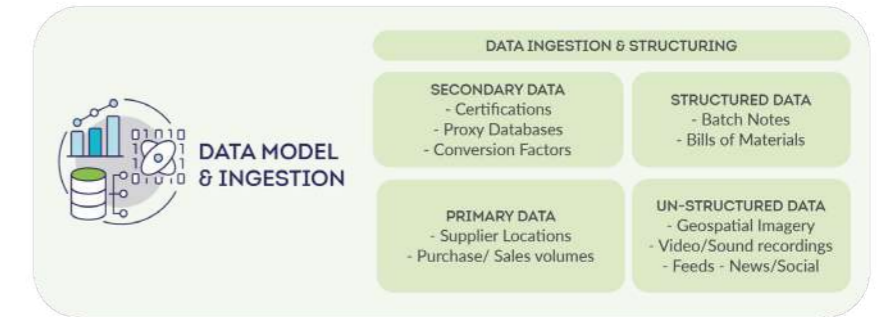 DATA MODEL
& INGESTION
DATA INGESTION & STRUCTURING
SECONDARY DATA
- Certifications
- Proxy Databases
- Conversion Factors
STRUCTURED DATA
- Batch Notes
- Bills of Materials
PRIMARY DATA
- Supplier Locations
- Purchase/ Sales volumes
UN-STRUCTURED DATA
- Geospatial Imagery
- Video/Sound recordings
- Feeds - News/Social